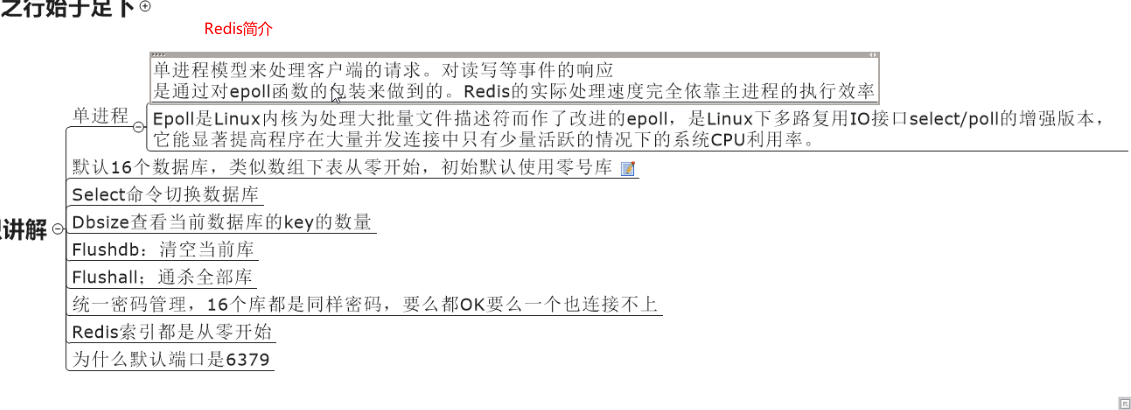 之行始于足下
Redis简介
单进程模型来处理客户端的请求。对读写等事件的响应
是通过对epoll函数的包装来做到的。Redis的实际处理速度完全依靠主进程的执行效率
单进程
Epoll是Linux内核为处理大批量文件描述符而作了改进的epoll，是Linux下多路复用IO接口select/poll的增强版本，
它能显著提高程序在大量并发连接中只有少量活跃的情况下的系统CPU利用率。
默认16个数据库，类似数组下表从零开始，初始默认使用零号库
Select命令切换数据库
Dbsize查看当前数据库的key的数量
讲解
Flushdb：清空当前库
Flushall；通杀全部库
统一密码管理，16个库都是同样密码，要么都OK要么一个也连接不上
Redis索引都是从零开始
为什么默认端口是6379